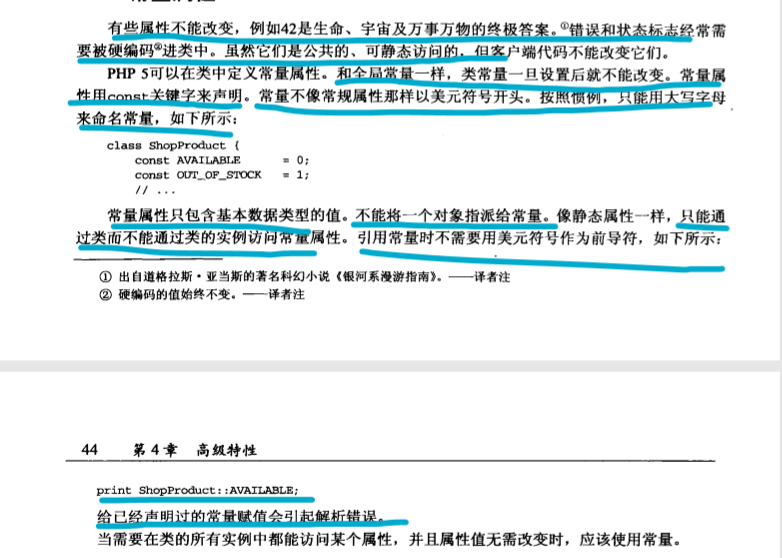 有些属性不能改变，例如42是生命、宇宙及万事万物的终极答案。①错误和状态标志经常需
要被硬编码②进类中。虽然它们是公共的、可静态访问的，但客户端代码不能改变它们。
PHP 5可以在类中定义常量属性。和全局常量一样，类常量一旦设置后就不能改变。常量属
性用const关键字来声明。常量不像常规属性那样以美元符号开头。按照惯例，只能用大写字母
来命名常量，如下所示：
class ShopProduct {
const AVAILABLE = 0;
const OUT_OF_STOCK = 1;
// ...
常量属性只包含基本数据类型的值。不能将一个对象指派给常量。像静态属性一样，只能通
过类而不能通过类的实例访问常量属性。引用常量时不需要用美元符号作为前导符，如下所示：
① 出自道格拉斯·亚当斯的著名科幻小说《银河系漫游指南》。——译者注
② 硬编码的值始终不变。——译者注
44 第4章 高级特性
print ShopProduct::AVAILABLE;
给已经声明过的常量赋值会引起解析错误。
当需要在类的所有实例中都能访问某个属性，并且属性值无需改变时，应该使用常量。